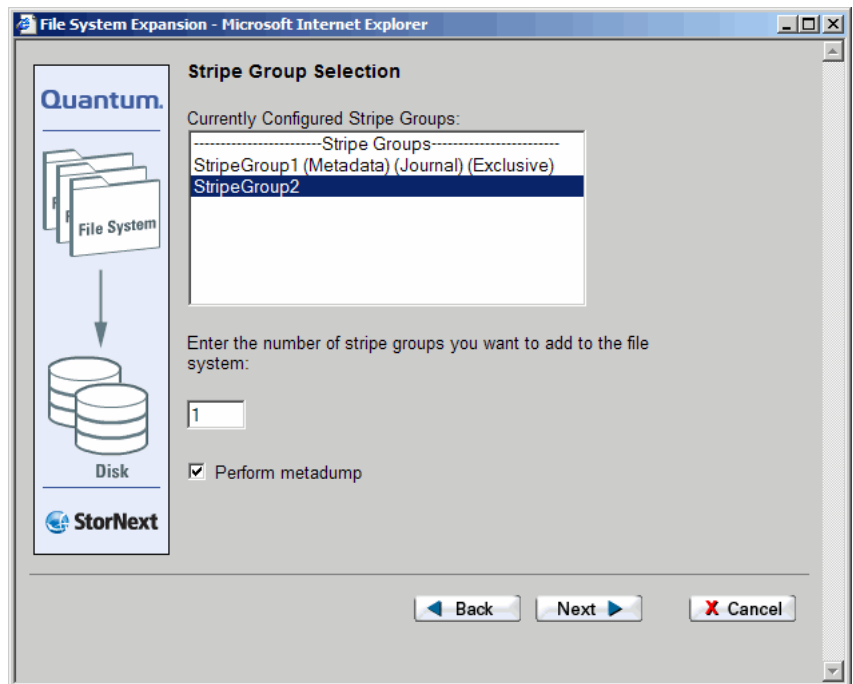 File System Expansion - Microsoft Internet Explorer
Quantum.
File System
Disk
StorNext
Stripe Group Selection
Currently Configured Stripe Groups:
------------------------Stripe Groups------------------------
StripeGroup1 (Metadata) (Journal) (Exclusive)
StripeGroup2
Enter the number of stripe groups you want to add to the file
system:
1
Perform metadump
Back
Next
X Cancel